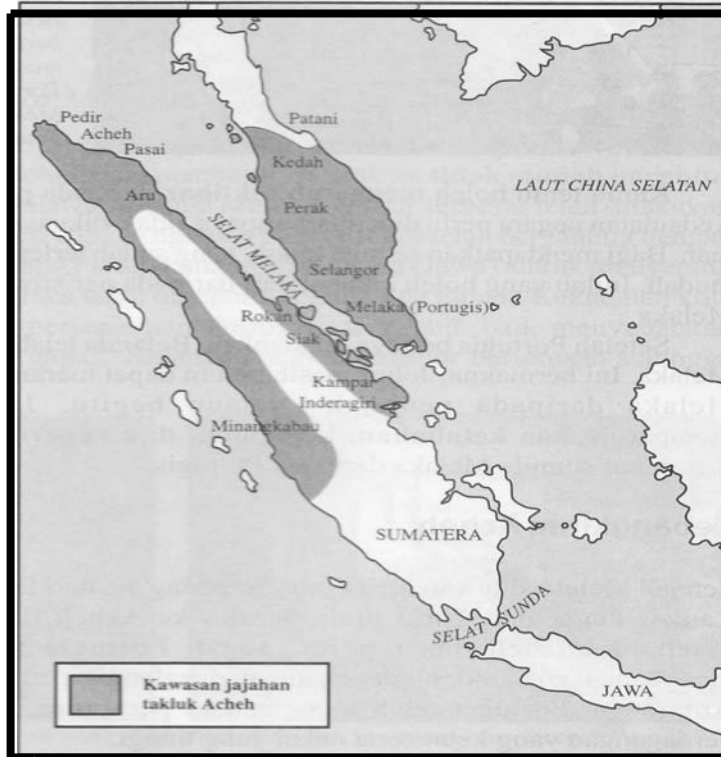 Patani
Pedir
Acheh
Pasai
Kedah
Aru
Perak
LAUT CHINA SELATAN
SELAT MELAKA
Selangor
Melaka (Portugis)
Rokan
Siak
Kampar
Inderagiri
Minangkabau
SUMATERA
SELAT SUNDA
JAWA
Kawasan jajahan
takluk Acheh